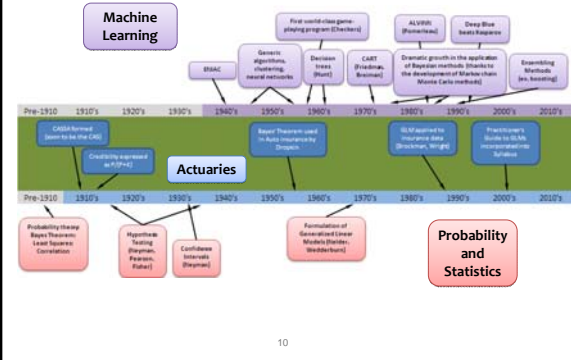 Machine
Learning
First world-class game-
playing program (Checkers)
ALVINN
(Pomerleau)
Deep Blue
beats Kasparov
ENIAC
Generic
algorithms,
clustering,
neural networks
Decision
trees
(Hunt)
CART
(Friedman,
Breiman)
Dramatic growth in the application
of Bayesian methods (thanks to
the development of Markov chain
Monte Carlo methods)
Ensembling
Methods
(ex. boosting)
Pre-1910 1910's 1920's 1930's 1940's 1950's 1960's 1970's 1980's 1990's 2000's 2010's
CASSA formed
(soon to be the CAS)
Credibility expressed
as P/(P+K)
Actuaries
Bayes Theorem used
in Auto insurance by
Dropkin
GLM applied to
insurance data
(Brockman, Wright)
Practitioner's
Guide to GLMs
incorporated into
Syllabus
Pre-1910 1910's 1920's 1930's 1940's 1950's 1960's 1970's 1980's 1990's 2000's 2010's
Probability theory
Bayes Theorem:
Least Squares:
Correlation
Hypothesis
Testing
(Neyman,
Pearson,
Fisher)
Confidence
Intervals
(Neyman)
Formulation of
Generalized Linear
Models (Nelder,
Wedderburn)
Probability
and
Statistics
10